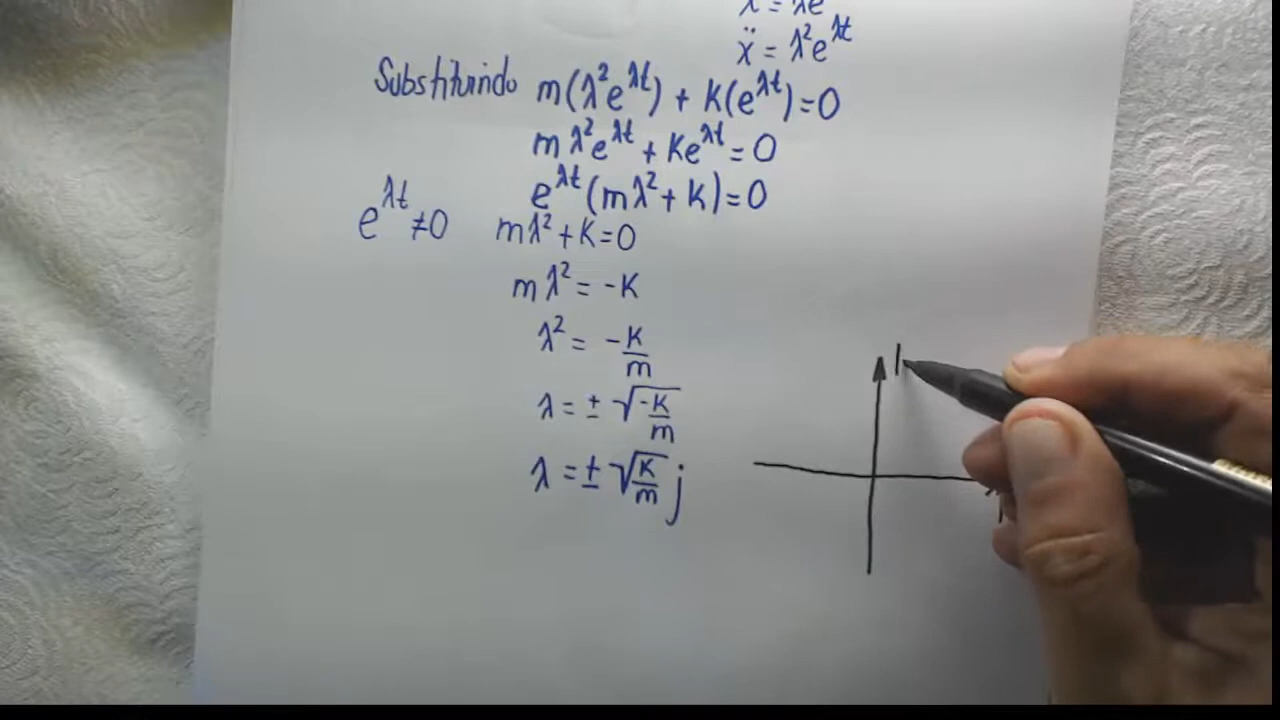 ẋ = λe
ẍ = λ²e^λt
Substituindo m(λ²e^λt) + K(e^λt) = 0
mλ²e^λt + Ke^λt = 0
e^λt (mλ² + K) = 0
e^λt ≠ 0 mλ² + K = 0
mλ² = -K
λ² = -K/m
λ = ± √(-K/m)
λ = ± √(K/m) j